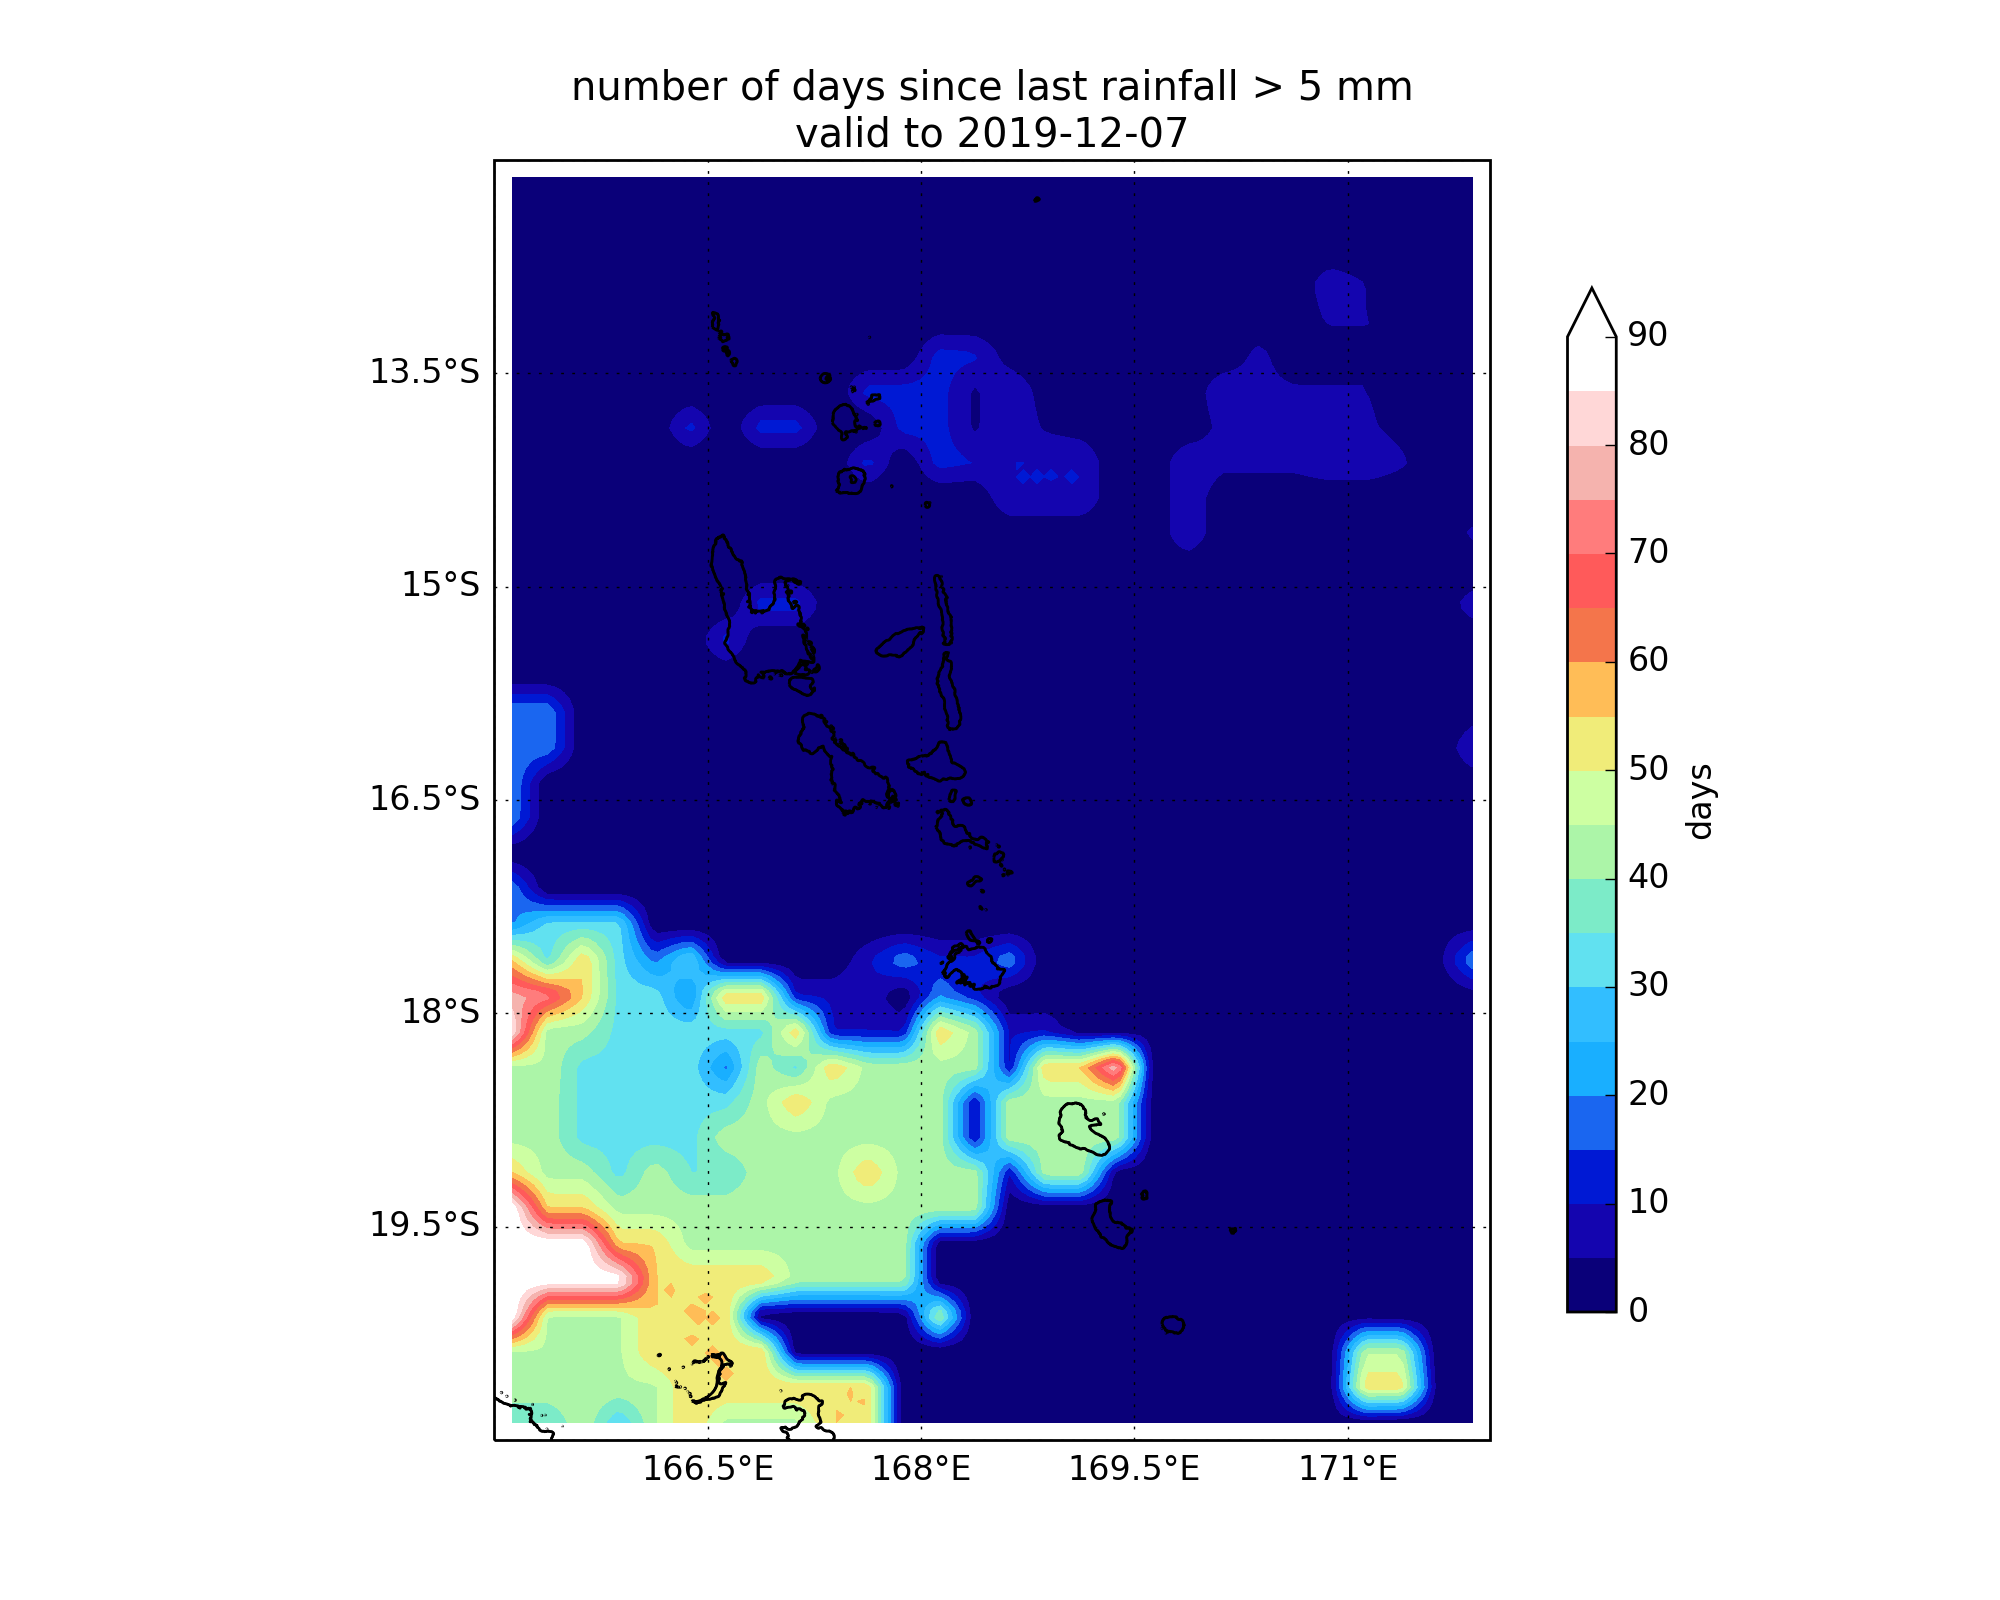 number of days since last rainfall > 5 mm
valid to 2019-12-07
13.5°S
15°S
16.5°S
18°S
19.5°S
166.5°E
168°E
169.5°E
171°E
90
80
70
60
50
40
30
20
10
0
days